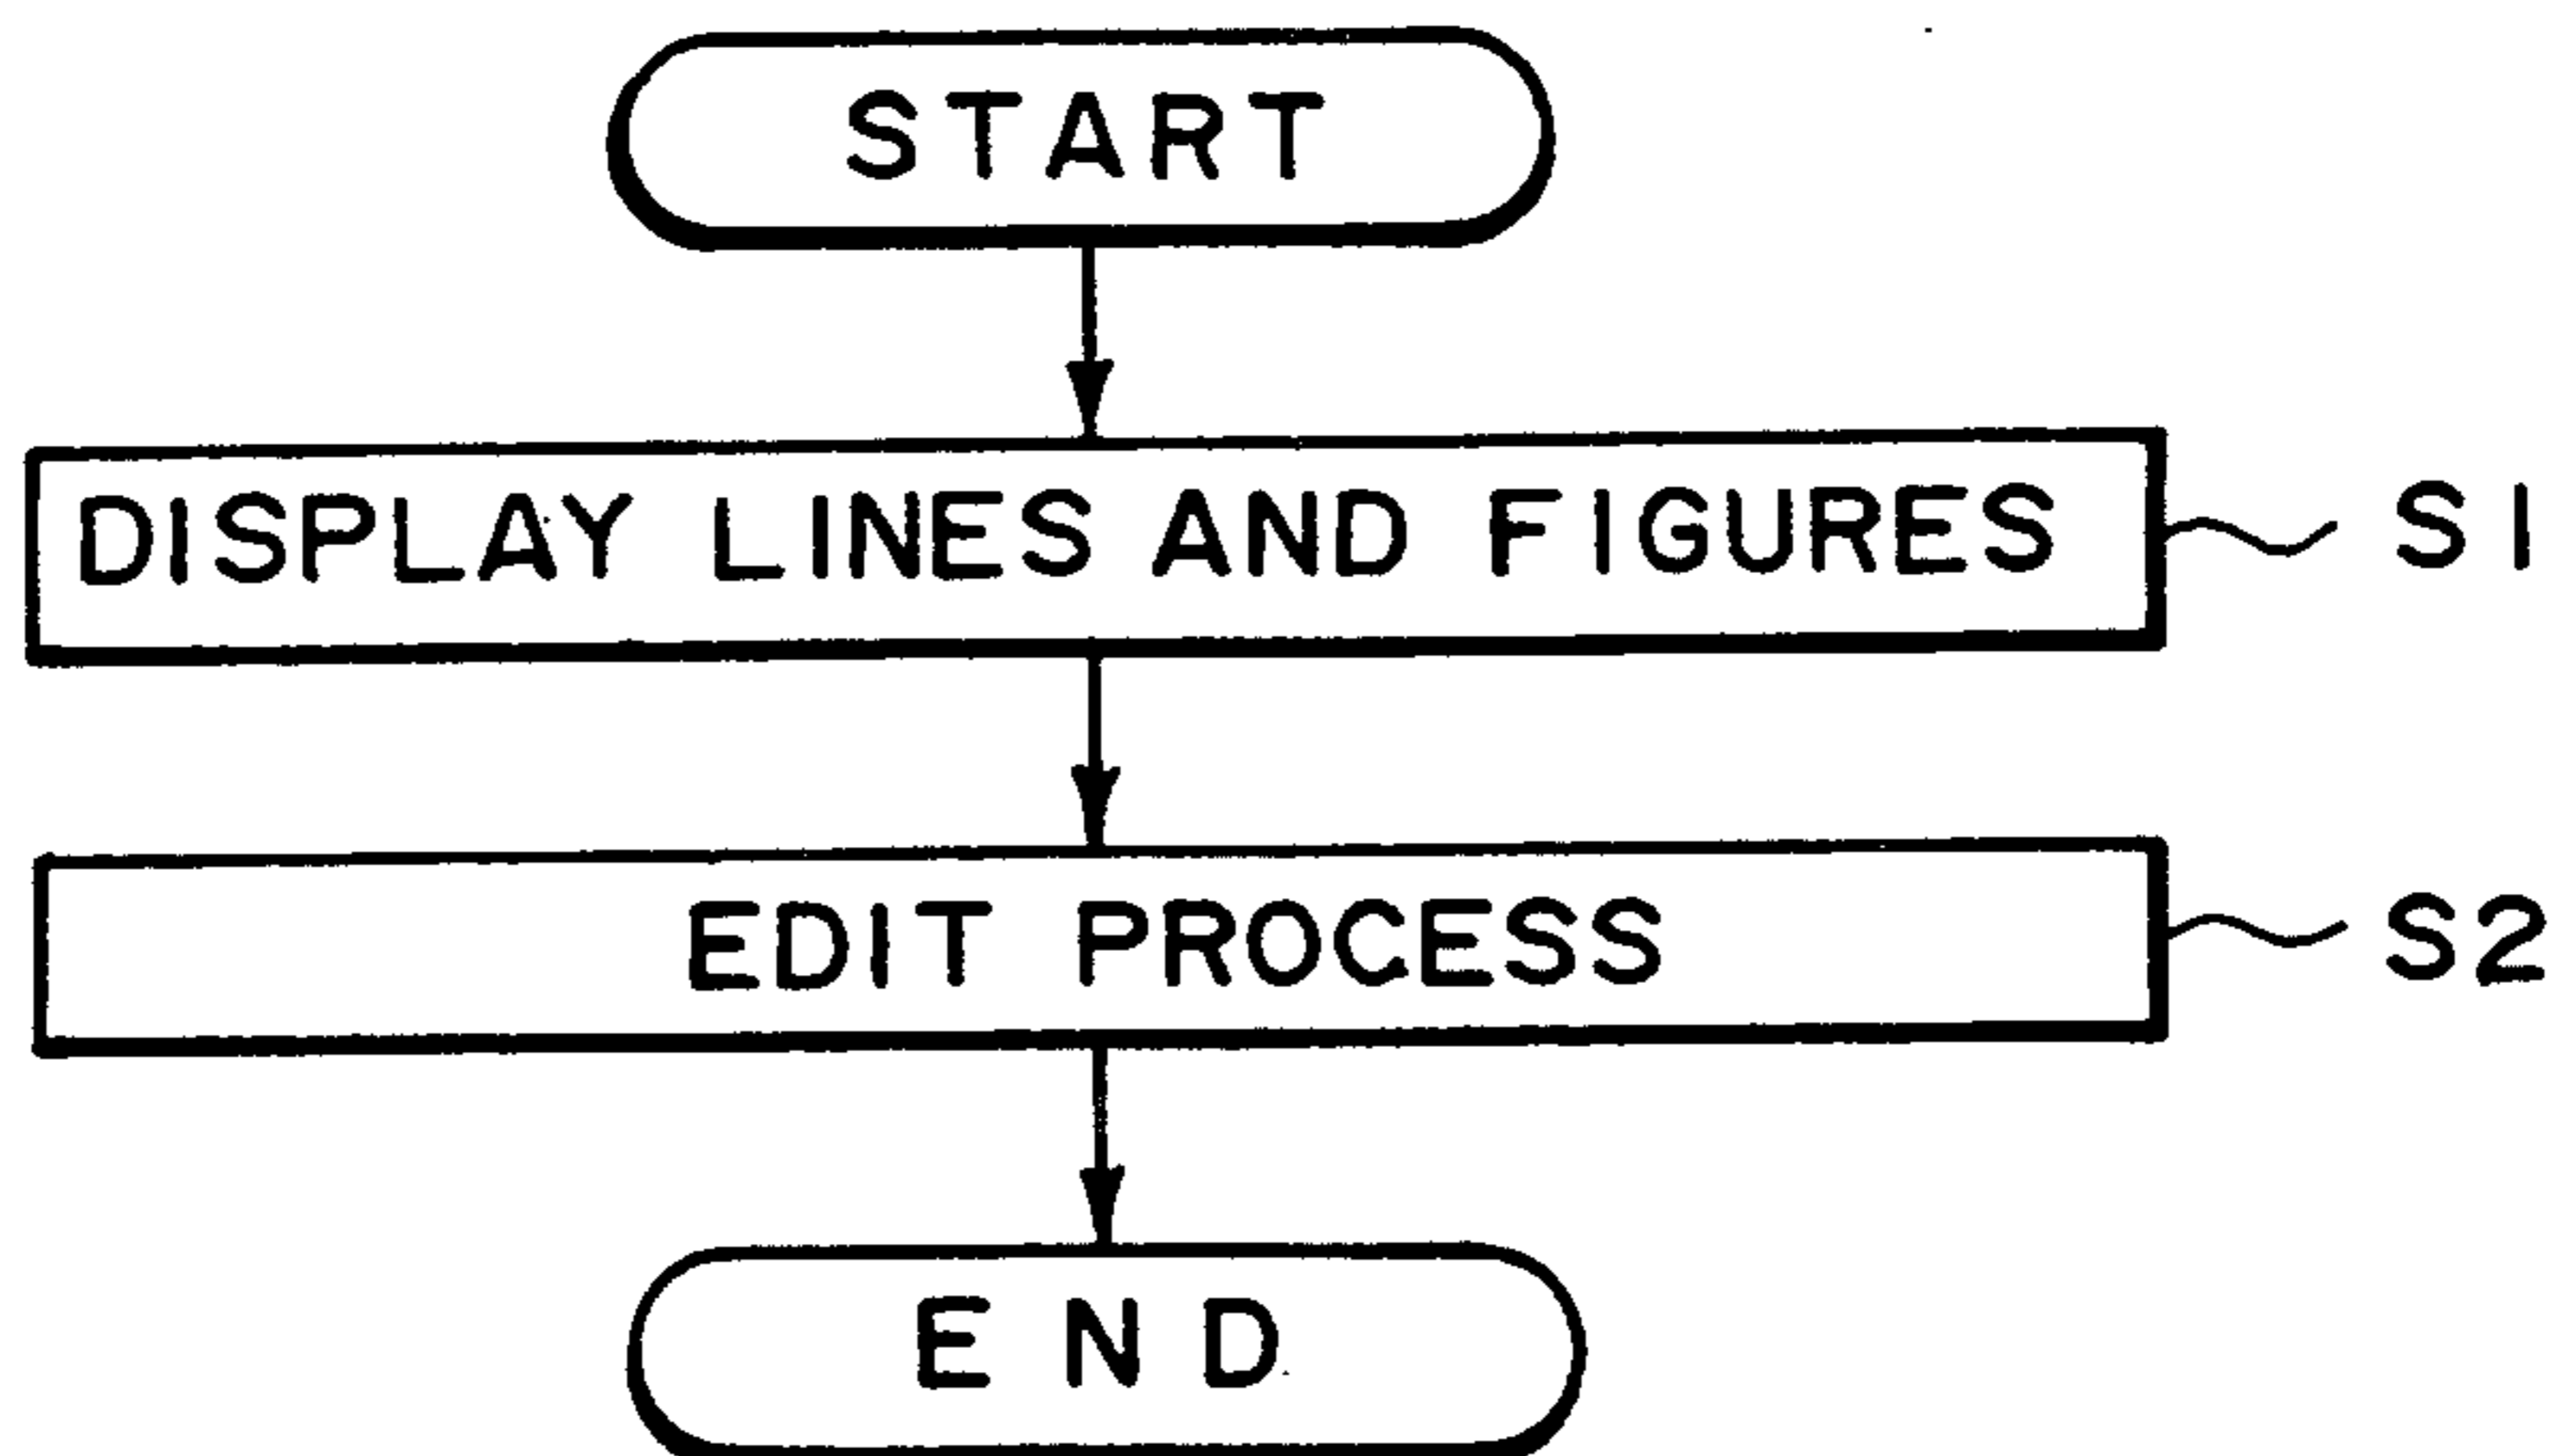 START
DISPLAY LINES AND FIGURES S1
EDIT PROCESS S2
END